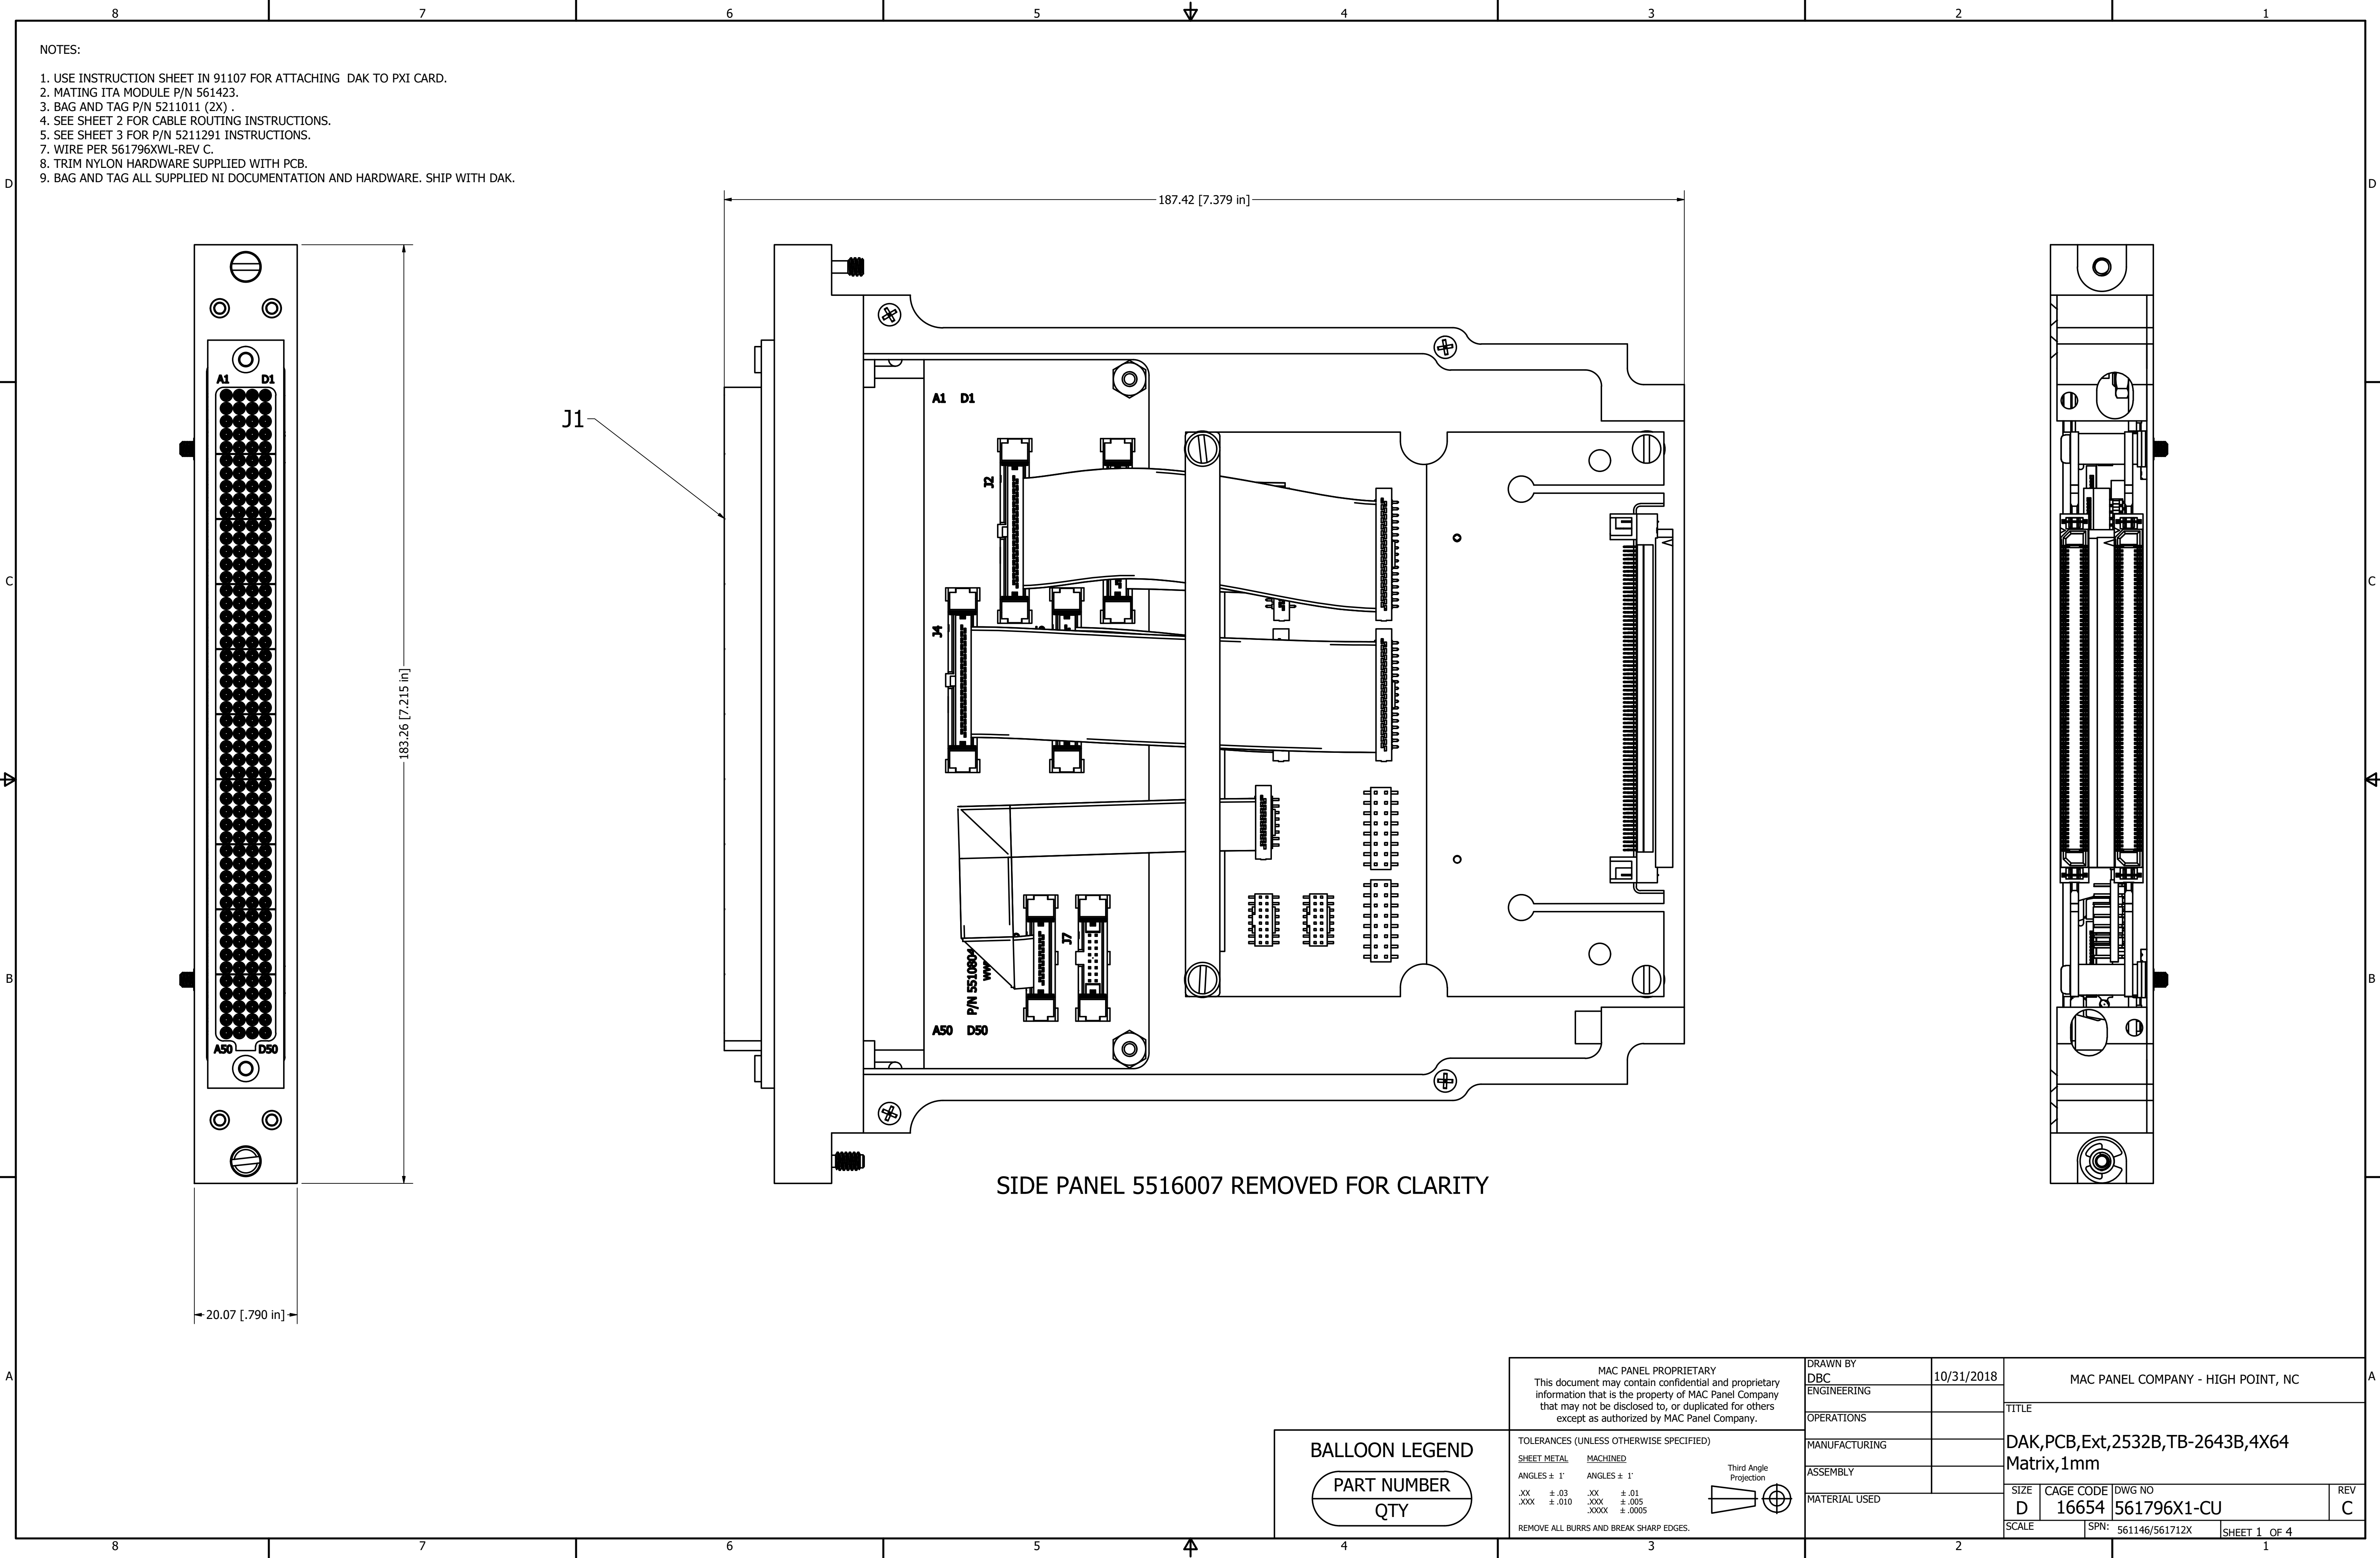 8 7 6 5 4 3 2 1
NOTES:
1. USE INSTRUCTION SHEET IN 91107 FOR ATTACHING DAK TO PXI CARD.
2. MATING ITA MODULE P/N 561423.
3. BAG AND TAG P/N 5211011 (2X) .
4. SEE SHEET 2 FOR CABLE ROUTING INSTRUCTIONS.
5. SEE SHEET 3 FOR P/N 5211291 INSTRUCTIONS.
7. WIRE PER 561796XWL-REV C.
8. TRIM NYLON HARDWARE SUPPLIED WITH PCB.
9. BAG AND TAG ALL SUPPLIED NI DOCUMENTATION AND HARDWARE. SHIP WITH DAK.
D D
187.42 [7.379 in]
A1 D1
A1 D1
J1
J2
C C
J4
183.26 [7.215 in]
J7
P/N 5510804
B B
A50 D50
A50 D50
SIDE PANEL 5516007 REMOVED FOR CLARITY
20.07 [.790 in]
A A
BALLOON LEGEND
PART NUMBER
QTY
MAC PANEL PROPRIETARY
This document may contain confidential and proprietary
information that is the property of MAC Panel Company
that may not be disclosed to, or duplicated for others
except as authorized by MAC Panel Company.
TOLERANCES (UNLESS OTHERWISE SPECIFIED)
SHEET METAL MACHINED
ANGLES ± 1° ANGLES ± 1°
.XX ± .03 .XX ± .01
.XXX ± .010 .XXX ± .005
.XXXX ± .0005
Third Angle
Projection
REMOVE ALL BURRS AND BREAK SHARP EDGES.
DRAWN BY
DBC 10/31/2018
ENGINEERING
OPERATIONS
MANUFACTURING
ASSEMBLY
MATERIAL USED
MAC PANEL COMPANY - HIGH POINT, NC
TITLE
DAK,PCB,Ext,2532B,TB-2643B,4X64
Matrix,1mm
SIZE CAGE CODE DWG NO REV
D 16654 561796X1-CU C
SCALE SPN: 561146/561712X SHEET 1 OF 4
8 7 6 5 4 3 2 1